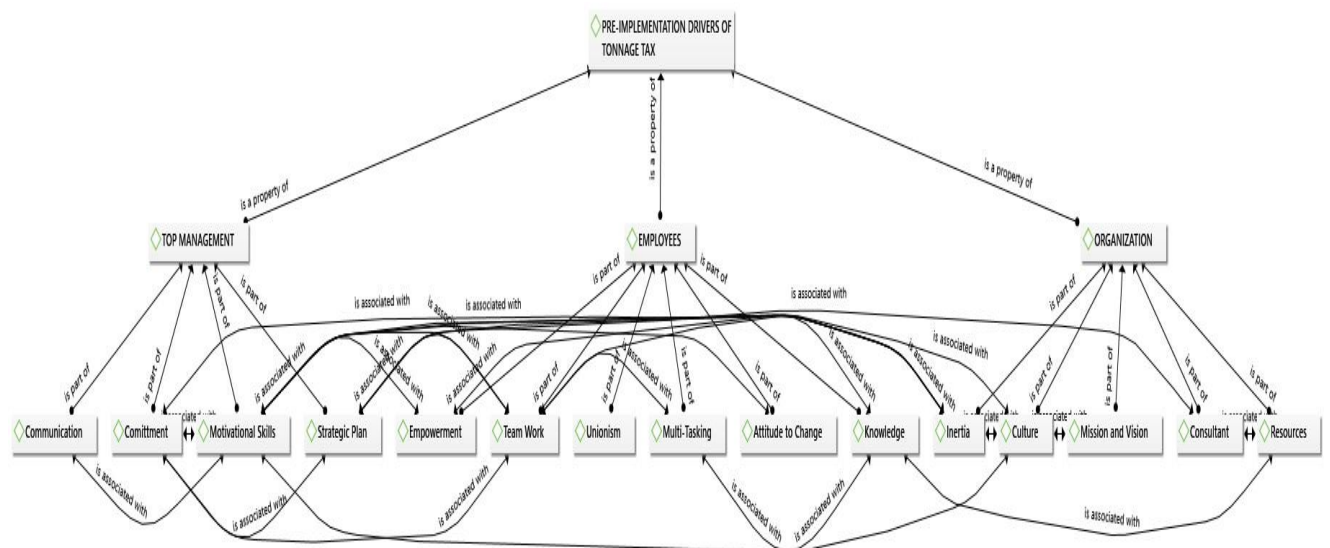 PRE-IMPLEMENTATION DRIVERS OF
TONNAGE TAX
is a property of
is a property of
is a property of
TOP MANAGEMENT
EMPLOYEES
ORGANIZATION
is part of
is part of
is part of
is part of
is part of
is part of
is associated with
is associated with
is associated with
is associated with
is associated with
is associated with
is associated with
is associated with
is associated with
is associated with
is associated with
is associated with
is associated with
is part of
is part of
is part of
is part of
is part of
is part of
is part of
is part of
is part of
Communication
Comittment
Motivational Skills
Strategic Plan
Empowerment
Team Work
Unionism
Multi-Tasking
Attitude to Change
Knowledge
Inertia
Culture
Mission and Vision
Consultant
Resources
is associated with
is associated with
is associated with
is associated with
is associated with
is associated with